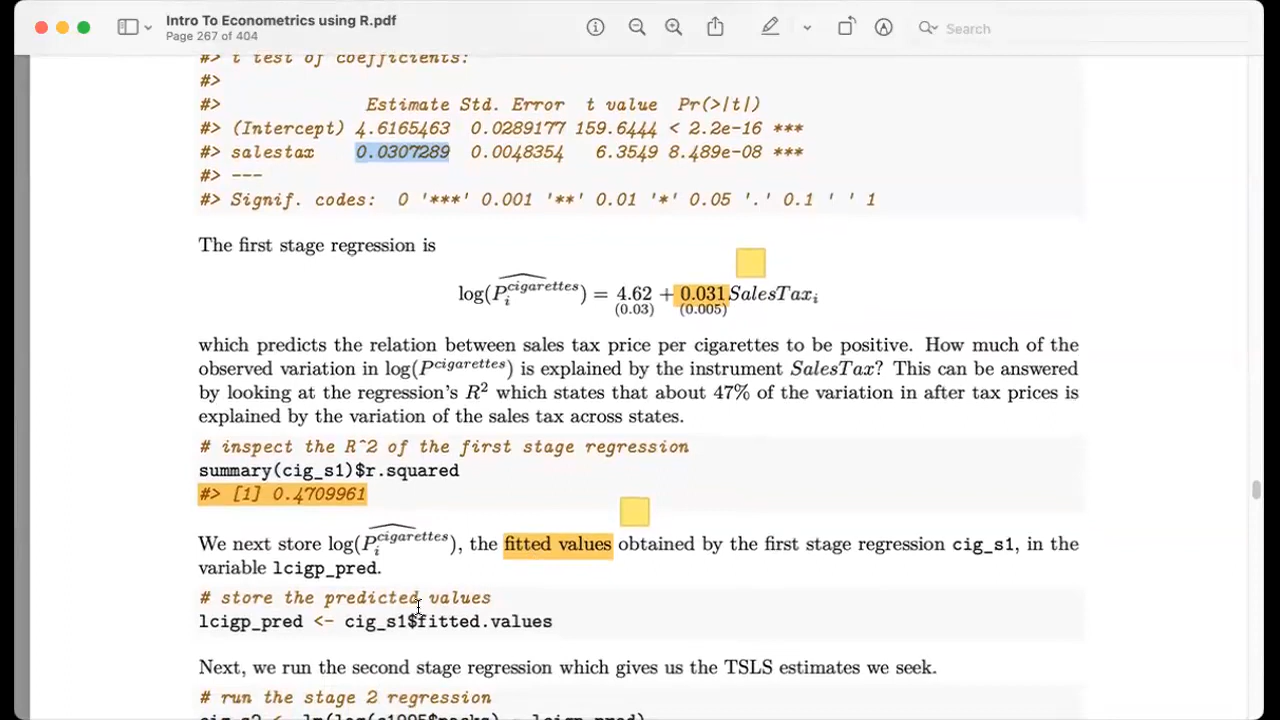 Intro To Econometrics using R.pdf
Page 267 of 404
Search
#> t test of coefficients:
#>
#> Estimate Std. Error t value Pr(>|t|)
#> (Intercept) 4.6165463 0.0289177 159.6444 < 2.2e-16 ***
#> salestax 0.0307289 0.0048354 6.3549 8.489e-08 ***
#> ---
#> Signif. codes: 0 '***' 0.001 '**' 0.01 '*' 0.05 '.' 0.1 ' ' 1
The first stage regression is
log(P_i^cigarettes) = 4.62 + 0.031 SalesTax_i
(0.03) (0.005)
which predicts the relation between sales tax price per cigarettes to be positive. How much of the
observed variation in log(P^cigarettes) is explained by the instrument SalesTax? This can be answered
by looking at the regression's R² which states that about 47% of the variation in after tax prices is
explained by the variation of the sales tax across states.
# inspect the R^2 of the first stage regression
summary(cig_s1)$r.squared
#> [1] 0.4709961
We next store log(P_i^cigarettes), the fitted values obtained by the first stage regression cig_s1, in the
variable lcigp_pred.
# store the predicted values
lcigp_pred <- cig_s1$fitted.values
Next, we run the second stage regression which gives us the TSLS estimates we seek.
# run the stage 2 regression
cig_s2 <- lm(log(c1995$packs) ~ lcigp_pred)